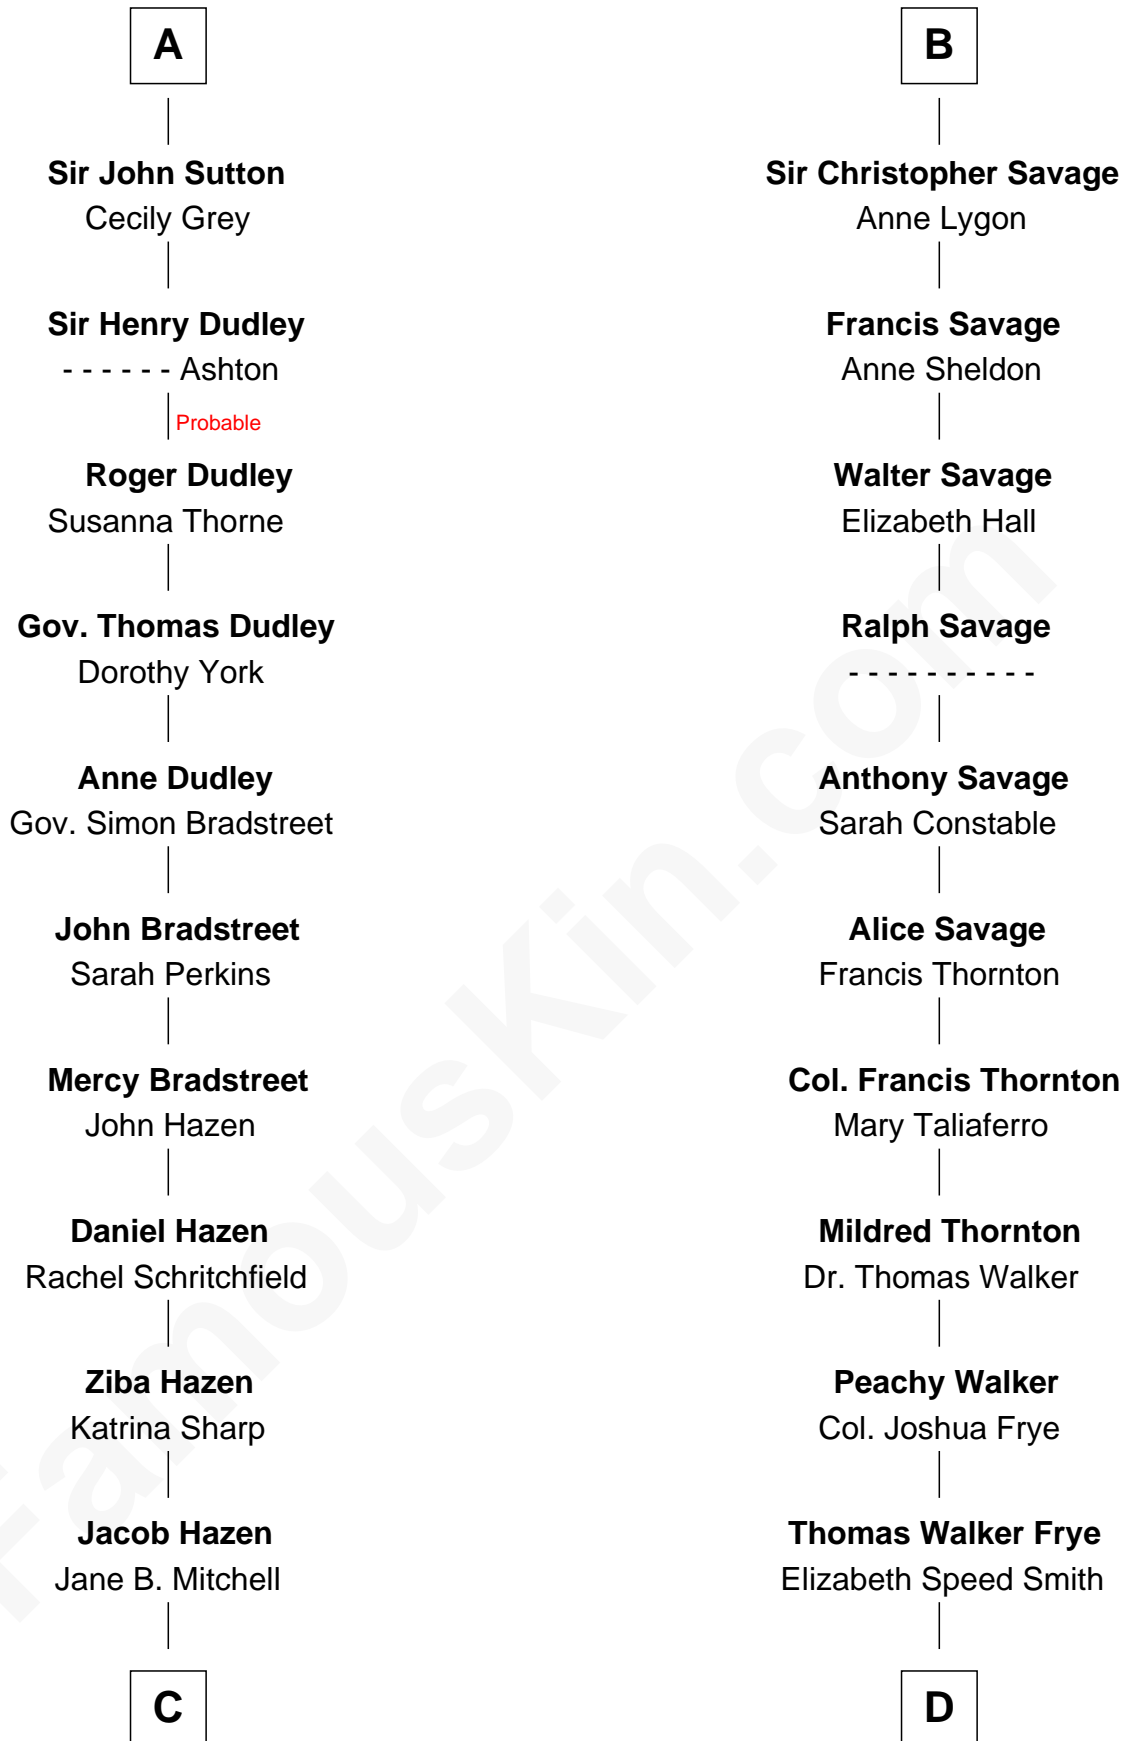 A
Sir John Sutton
Cecily Grey
Sir Henry Dudley
- - - - - - Ashton
Probable
Roger Dudley
Susanna Thorne
Gov. Thomas Dudley
Dorothy York
Anne Dudley
Gov. Simon Bradstreet
John Bradstreet
Sarah Perkins
Mercy Bradstreet
John Hazen
Daniel Hazen
Rachel Schritchfield
Ziba Hazen
Katrina Sharp
Jacob Hazen
Jane B. Mitchell
C
B
Sir Christopher Savage
Anne Lygon
Francis Savage
Anne Sheldon
Walter Savage
Elizabeth Hall
Ralph Savage
- - - - - - - - - -
Anthony Savage
Sarah Constable
Alice Savage
Francis Thornton
Col. Francis Thornton
Mary Taliaferro
Mildred Thornton
Dr. Thomas Walker
Peachy Walker
Col. Joshua Frye
Thomas Walker Frye
Elizabeth Speed Smith
D
FamousKin.com